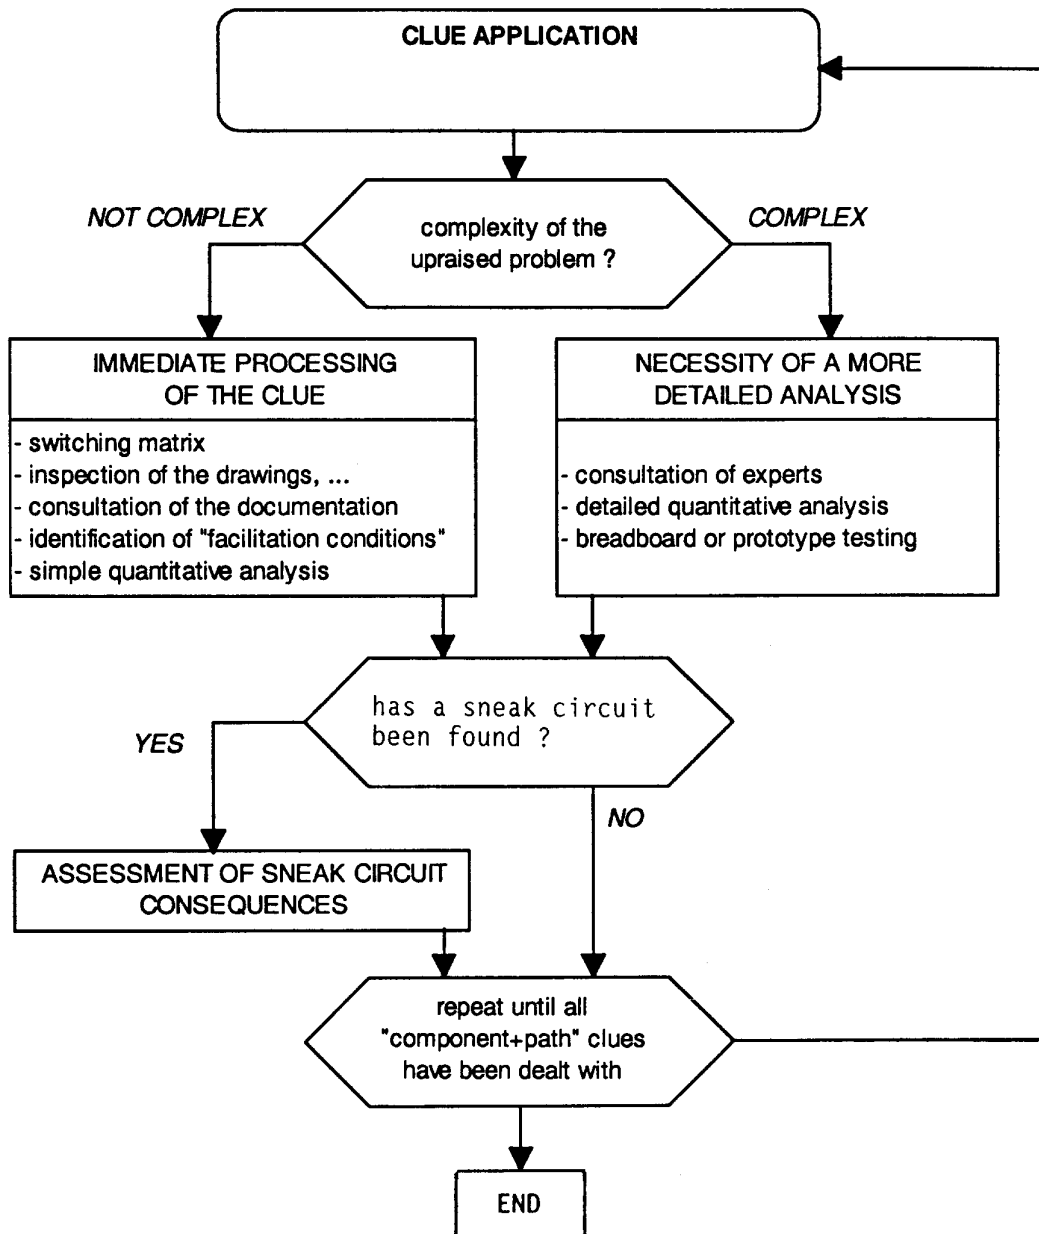 CLUE APPLICATION
NOT COMPLEX
COMPLEX
complexity of the
upraised problem ?
IMMEDIATE PROCESSING
OF THE CLUE
- switching matrix
- inspection of the drawings, ...
- consultation of the documentation
- identification of "facilitation conditions"
- simple quantitative analysis
NECESSITY OF A MORE
DETAILED ANALYSIS
- consultation of experts
- detailed quantitative analysis
- breadboard or prototype testing
has a sneak circuit
been found ?
YES
NO
ASSESSMENT OF SNEAK CIRCUIT
CONSEQUENCES
repeat until all
"component+path" clues
have been dealt with
END